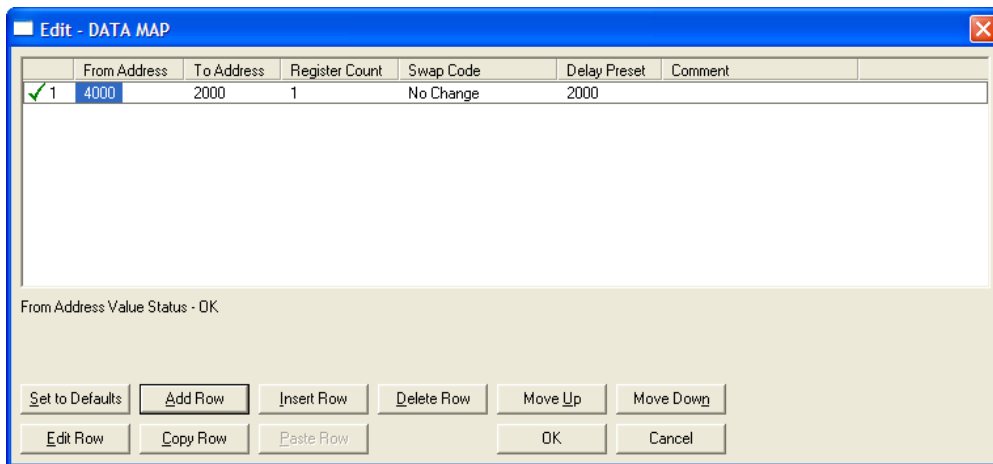 Edit - DATA MAP
From Address To Address Register Count Swap Code Delay Preset Comment
1 4000 2000 1 No Change 2000
From Address Value Status - OK
Set to Defaults Add Row Insert Row Delete Row Move Up Move Down
Edit Row Copy Row Paste Row OK Cancel